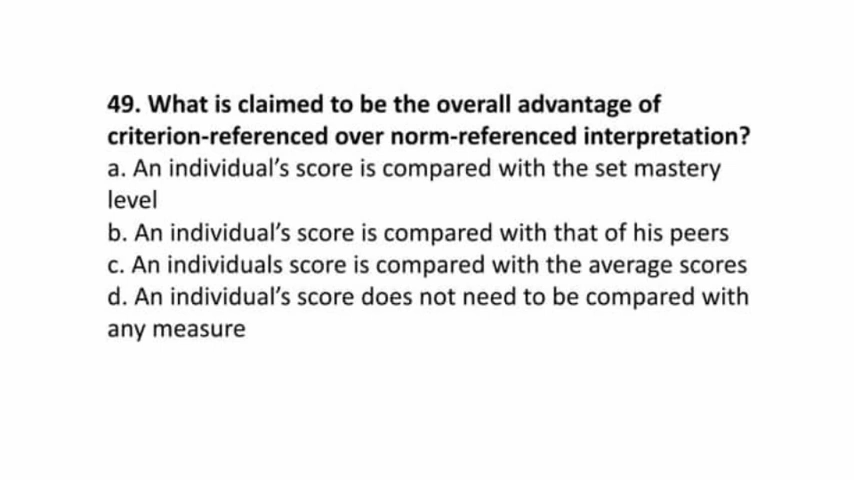 49. What is claimed to be the overall advantage of
criterion-referenced over norm-referenced interpretation?
a. An individual’s score is compared with the set mastery
level
b. An individual’s score is compared with that of his peers
c. An individuals score is compared with the average scores
d. An individual’s score does not need to be compared with
any measure